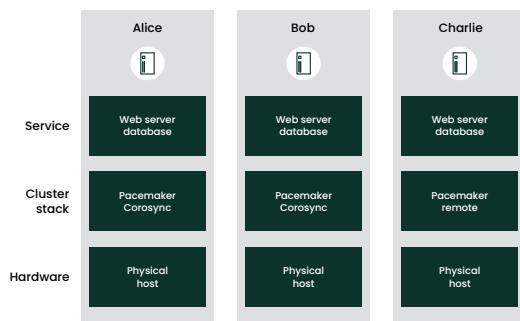 Alice
Bob
Charlie
Service
Web server
database
Web server
database
Web server
database
Cluster
stack
Pacemaker
Corosync
Pacemaker
Corosync
Pacemaker
remote
Hardware
Physical
host
Physical
host
Physical
host